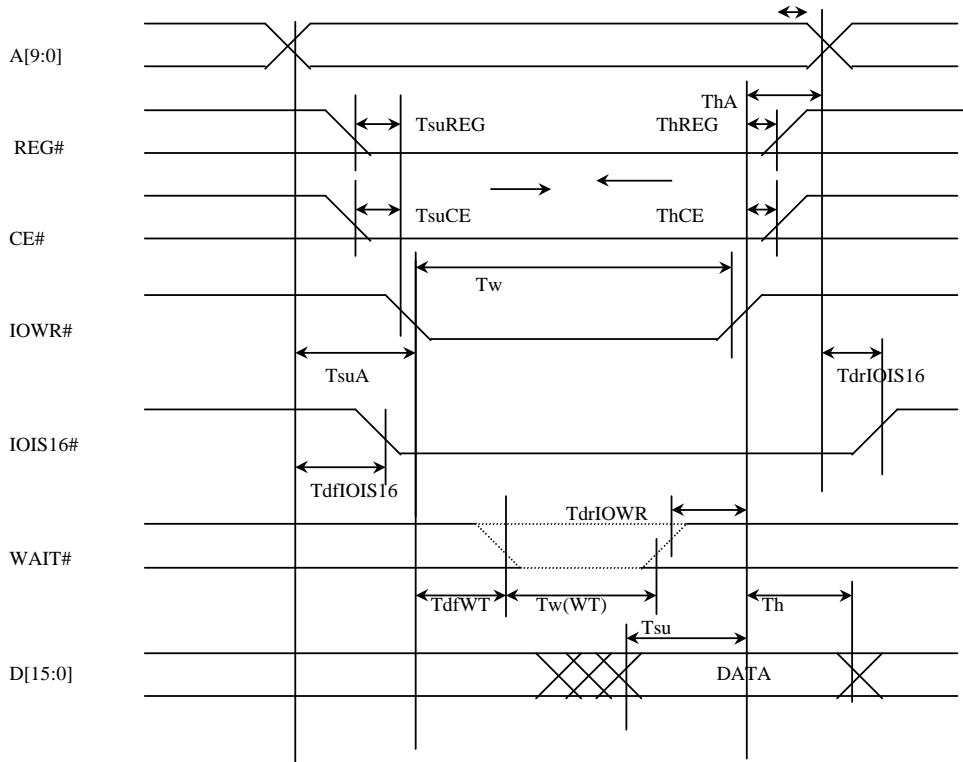 A[9:0]
ThA
TsuREG
ThREG
REG#
TsuCE
ThCE
CE#
Tw
IOWR#
TsuA
TdrIOIS16
IOIS16#
TdfIOIS16
TdrIOWR
WAIT#
TdfWT
Tw(WT)
Th
Tsu
D[15:0]
DATA